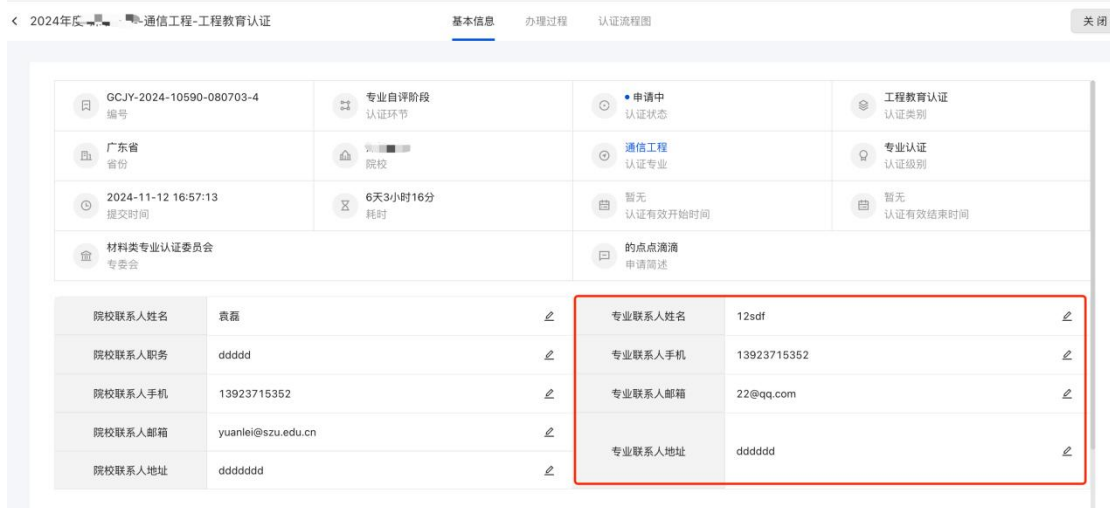 2024年度
-通信工程-工程教育认证
基本信息
办理过程
认证流程图
关闭
GCJY-2024-10590-080703-4
编号
专业自评阶段
认证环节
申请中
认证状态
工程教育认证
认证类别
广东省
省份
院校
通信工程
认证专业
专业认证
认证级别
2024-11-12 16:57:13
提交时间
6天3小时16分
耗时
暂无
认证有效开始时间
暂无
认证有效结束时间
材料类专业认证委员会
专委会
的点点滴滴
申请简述
院校联系人姓名
袁磊
专业联系人姓名
12sdf
院校联系人职务
ddddd
专业联系人手机
13923715352
院校联系人手机
13923715352
专业联系人邮箱
22@qq.com
院校联系人邮箱
yuanlei@szu.edu.cn
专业联系人地址
dddddd
院校联系人地址
ddddddd